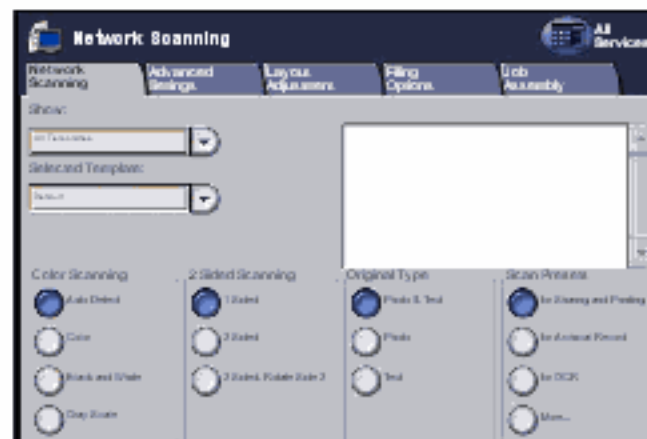 Network Scanning
All Services
Network Scanning
Advanced Settings
Layout Adjustment
Filing Options
Job Assembly
Show:
All Templates
Selected Template:
Default
Color Scanning
2 Sided Scanning
Original Type
Scan Presets
Auto Detect
1 Sided
Photo & Text
for Sharing and Printing
Color
2 Sided
Photo
for Archival Record
Black and White
2 Sided, Rotate Side 2
Text
for OCR
Gray Scale
More...